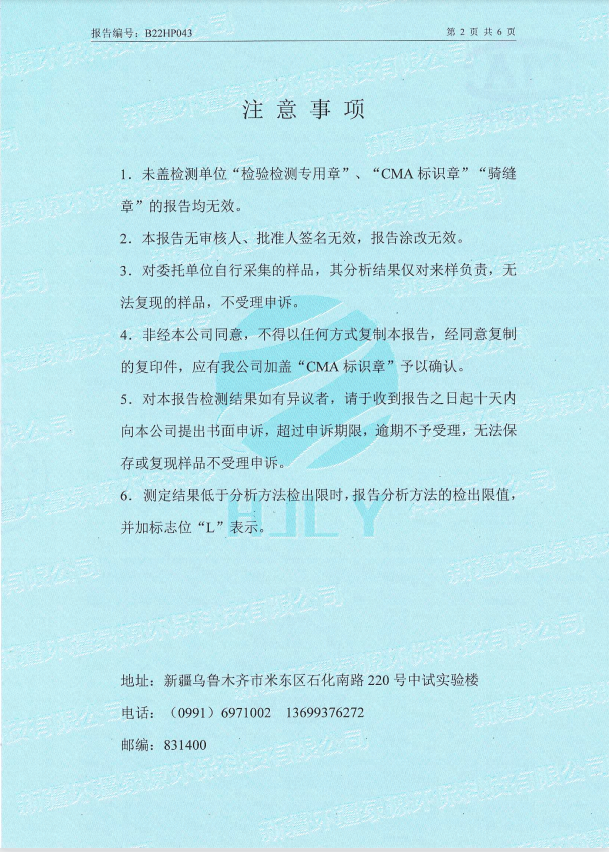 报告编号：B22HP043
第 2 页 共 6 页
注意事项
1．未盖检测单位“检验检测专用章”、“CMA 标识章”“骑缝
章”的报告均无效。
2．本报告无审核人、批准人签名无效，报告涂改无效。
3．对委托单位自行采集的样品，其分析结果仅对来样负责，无
法复现的样品，不受理申诉。
4．非经本公司同意，不得以任何方式复制本报告，经同意复制
的复印件，应有我公司加盖“CMA 标识章”予以确认。
5．对本报告检测结果如有异议者，请于收到报告之日起十天内
向本公司提出书面申诉，超过申诉期限，逾期不予受理，无法保
存或复现样品不受理申诉。
6．测定结果低于分析方法检出限时，报告分析方法的检出限值，
并加标志位“L”表示。
HJLY
地址：新疆乌鲁木齐市米东区石化南路 220 号中试实验楼
电话：（0991）6971002 13699376272
邮编：831400